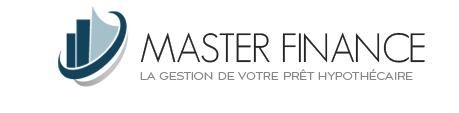 MASTER FINANCE
LA GESTION DE VOTRE PRÊT HYPOTHÉCAIRE